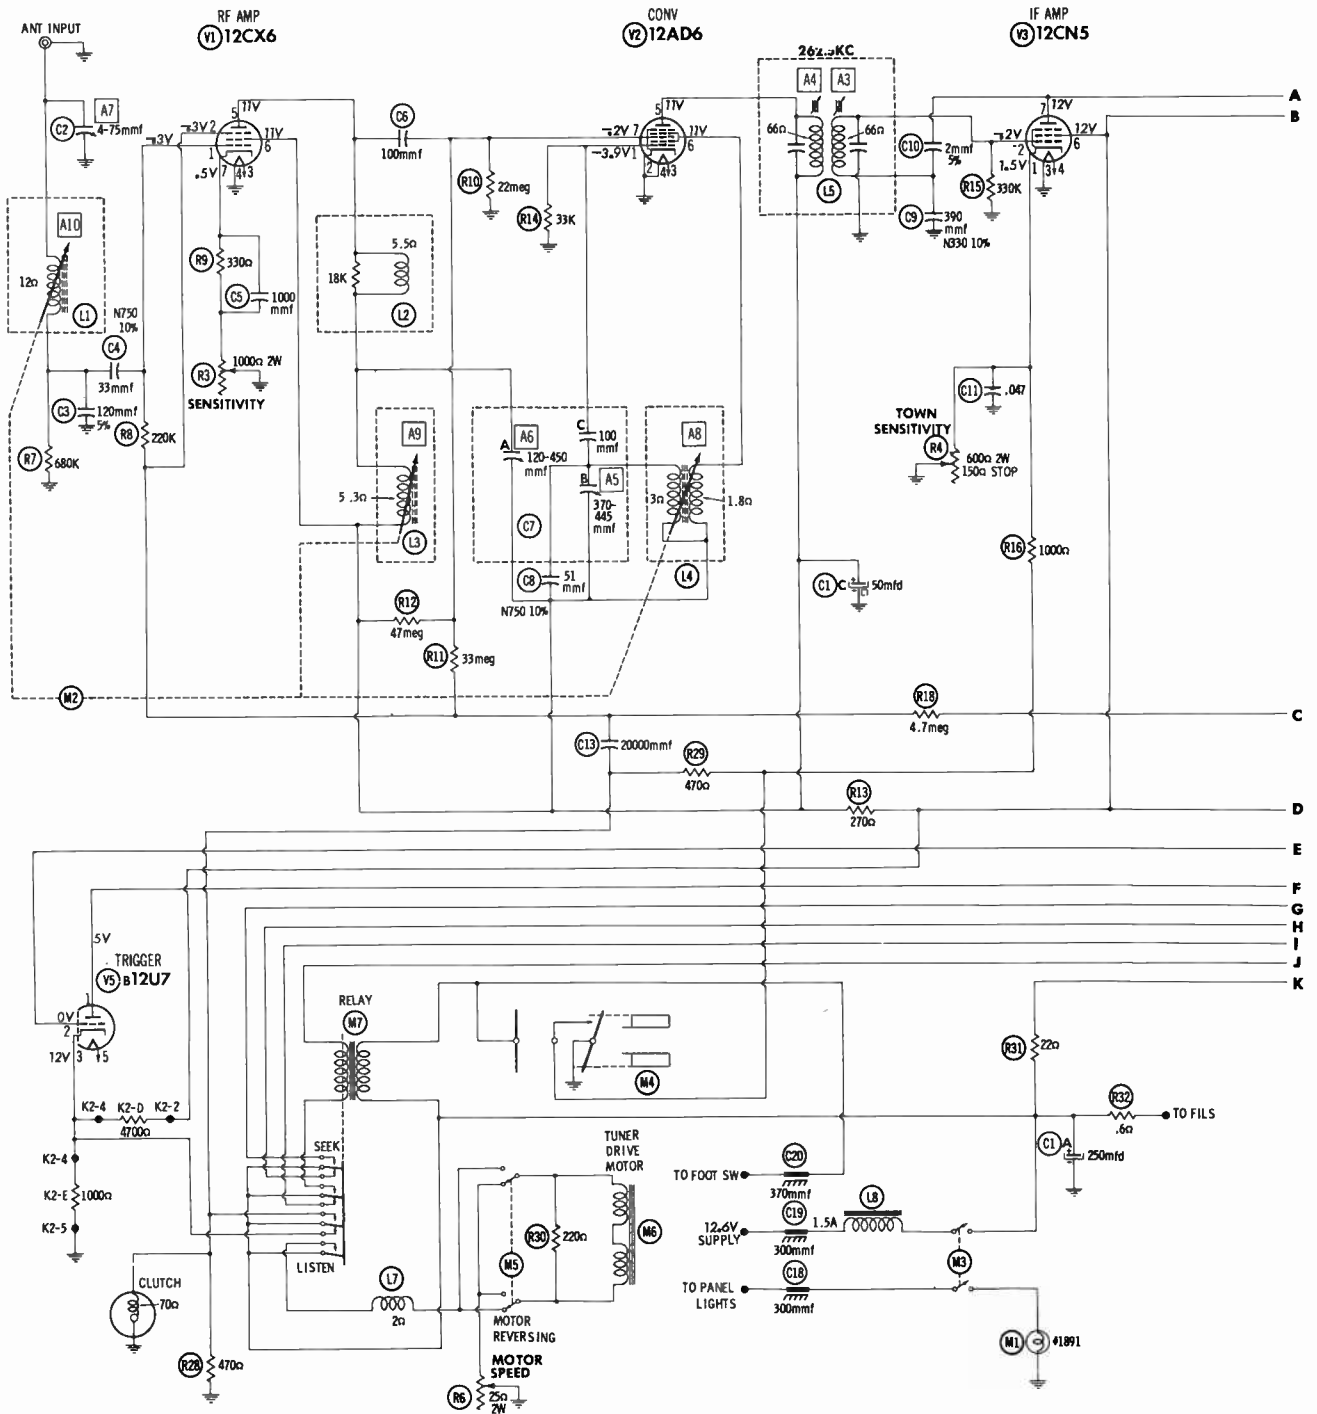 RF AMP
V1 12CX6
CONV
V2 12AD6
IF AMP
V3 12CN5
ANT INPUT
262.5KC
A7
C2
4-75mmf
5
11V
-.3V
2
-.3V
1
11V
6
7
4
3
.5V
C6
100mmf
5
11V
-.2V
7
-3.9V
1
11V
6
2
4
3
A4
A3
66Ω
66Ω
L5
C10
2mmf
5%
C9
390
mmf
N330 10%
7
12V
-.2V
2
12V
6
1.5V
1
3
4
R15
330K
A
B
A10
12Ω
L1
R9
330Ω
C5
1000
mmf
5.5Ω
18K
L2
R10
22meg
R14
33K
N750
10%
C4
33mmf
R3
1000Ω 2W
SENSITIVITY
C3
120mmf
5%
R8
220K
R7
680K
A9
5.3Ω
L3
A
A6
120-450
mmf
C
100
mmf
B
A5
370-
445
mmf
C7
A8
3Ω
1.8Ω
L4
C11
.047
TOWN
SENSITIVITY
R4
600Ω 2W
150Ω STOP
R16
1000Ω
C8
51
mmf
N750 10%
C1 C
50mfd
R12
47meg
R11
33meg
M2
R18
4.7meg
C
C13
20000mmf
R29
470Ω
R13
270Ω
D
E
F
G
H
I
J
K
5V
TRIGGER
V5 B 12U7
1
0V
2
12V
3
5
RELAY
M7
M4
R31
22Ω
K2-4
K2-D
K2-2
4700Ω
K2-4
K2-E
1000Ω
K2-5
SEEK
LISTEN
TUNER
DRIVE
MOTOR
R30
220Ω
M6
M5
MOTOR
REVERSING
MOTOR
SPEED
R6
25Ω
2W
L7
2Ω
CLUTCH
70Ω
R28
470Ω
TO FOOT SW
C20
370mmf
12.6V
SUPPLY
C19
300mmf
1.5A
L8
TO PANEL
LIGHTS
C18
300mmf
M3
R32
.6Ω
TO FILS
C1 A
250mfd
M1
#1891